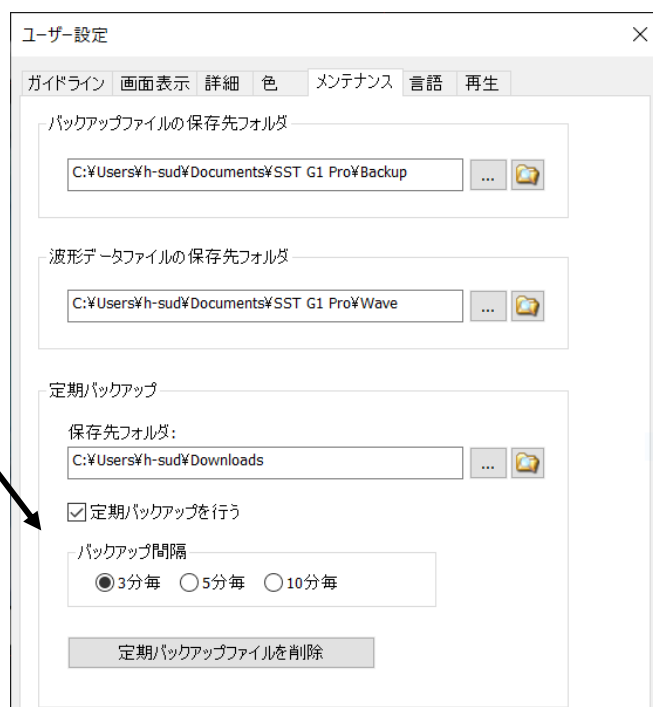 ユーザー設定
ガイドライン 画面表示 詳細 色 メンテナンス 言語 再生
バックアップファイルの保存先フォルダ
C:¥Users¥h-sud¥Documents¥SST G1 Pro¥Backup ...
波形データファイルの保存先フォルダ
C:¥Users¥h-sud¥Documents¥SST G1 Pro¥Wave ...
定期バックアップ
保存先フォルダ:
C:¥Users¥h-sud¥Downloads ...
定期バックアップを行う
バックアップ間隔
3分毎 5分毎 10分毎
定期バックアップファイルを削除